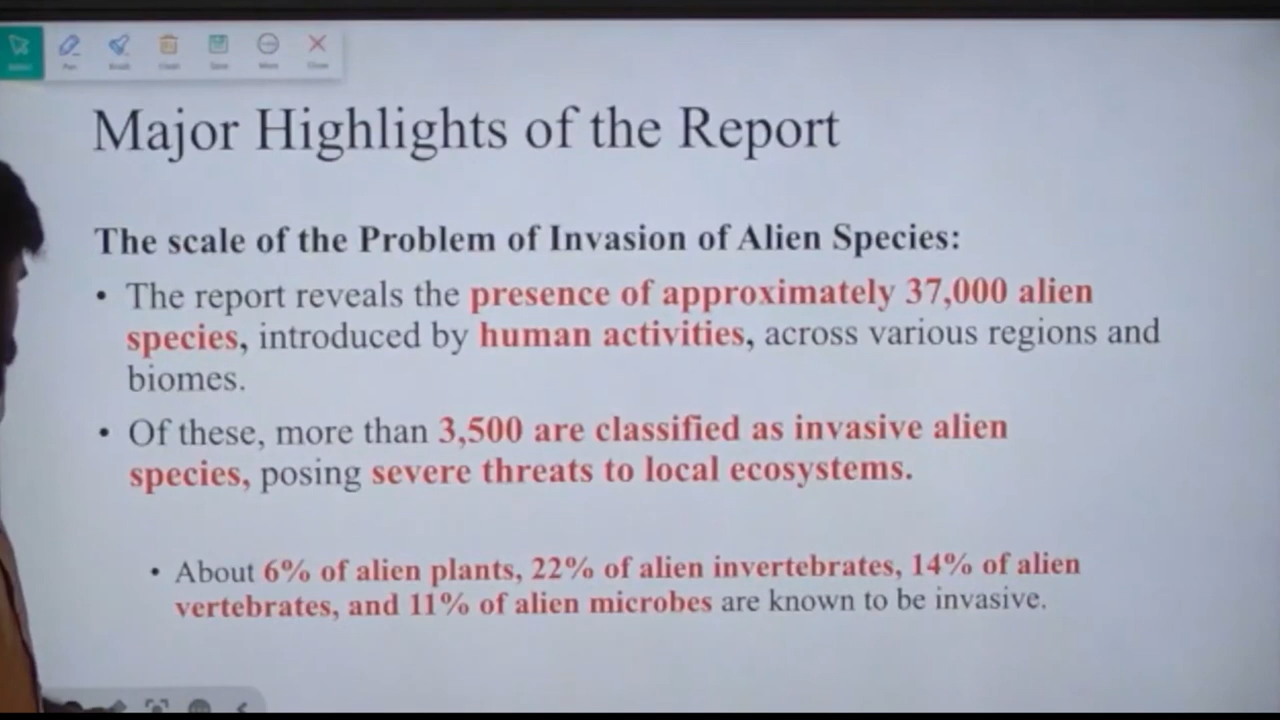 Major Highlights of the Report
The scale of the Problem of Invasion of Alien Species:
• The report reveals the presence of approximately 37,000 alien
species, introduced by human activities, across various regions and
biomes.
• Of these, more than 3,500 are classified as invasive alien
species, posing severe threats to local ecosystems.
• About 6% of alien plants, 22% of alien invertebrates, 14% of alien
vertebrates, and 11% of alien microbes are known to be invasive.